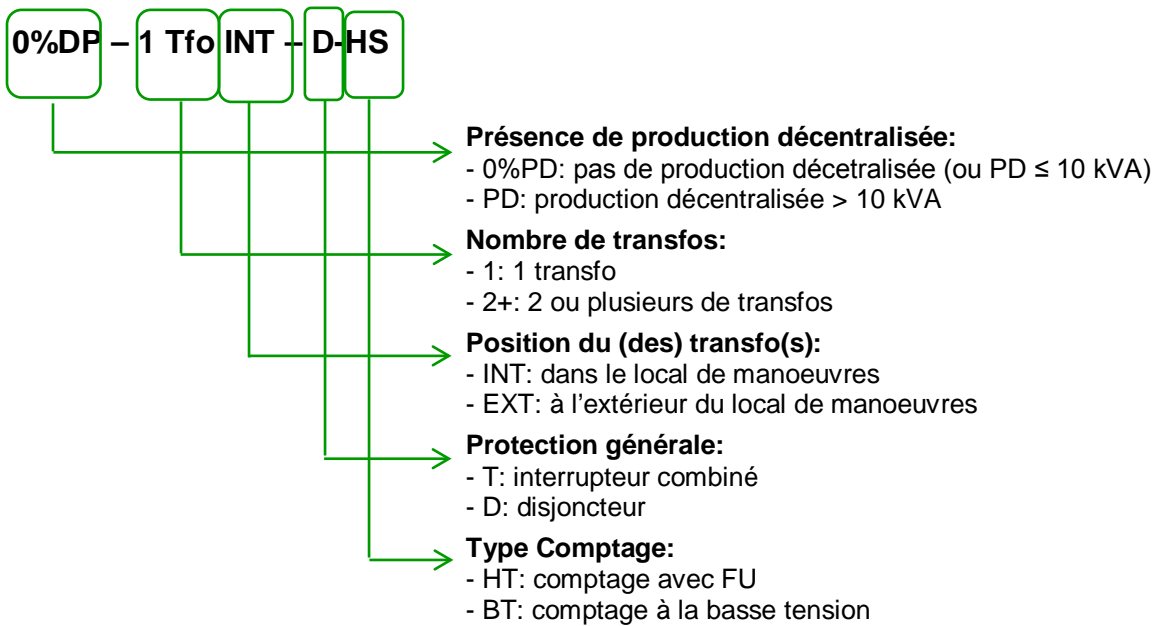 0%DP – 1 Tfo INT – D-HS
Présence de production décentralisée:
- 0%PD: pas de production décetralisée (ou PD ≤ 10 kVA)
- PD: production décentralisée > 10 kVA
Nombre de transfos:
- 1: 1 transfo
- 2+: 2 ou plusieurs de transfos
Position du (des) transfo(s):
- INT: dans le local de manoeuvres
- EXT: à l'extérieur du local de manoeuvres
Protection générale:
- T: interrupteur combiné
- D: disjoncteur
Type Comptage:
- HT: comptage avec FU
- BT: comptage à la basse tension